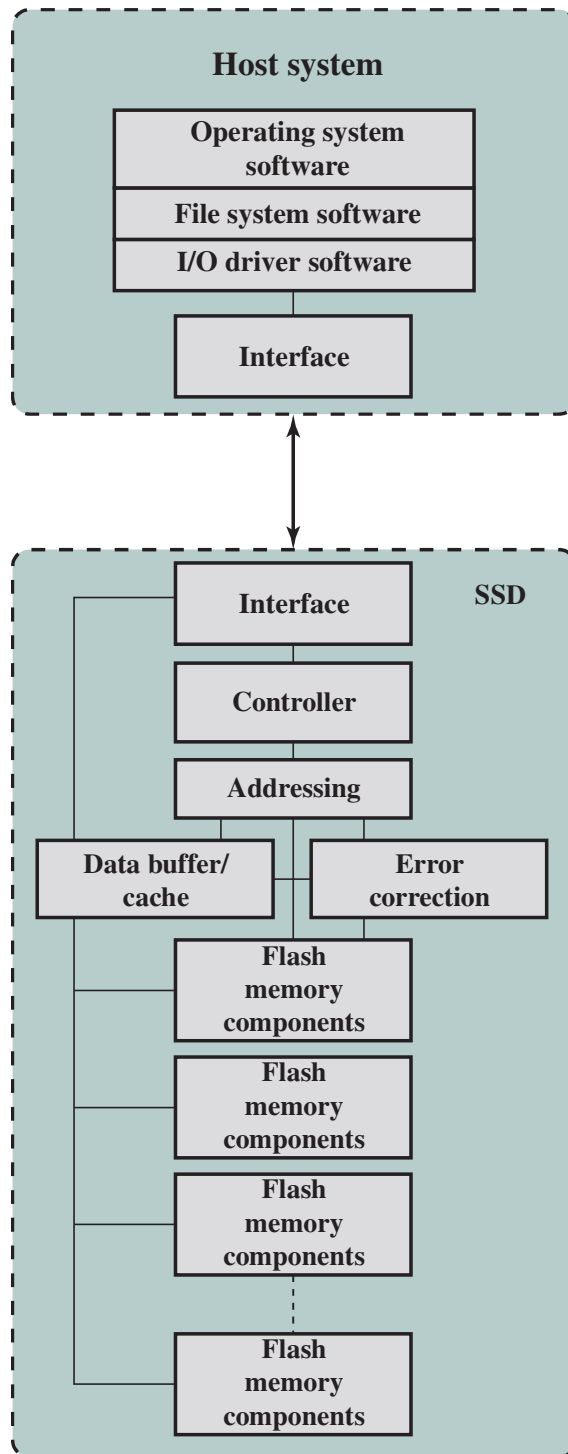 Host system
Operating system
software
File system software
I/O driver software
Interface
SSD
Interface
Controller
Addressing
Data buffer/
cache
Error
correction
Flash
memory
components
Flash
memory
components
Flash
memory
components
Flash
memory
components